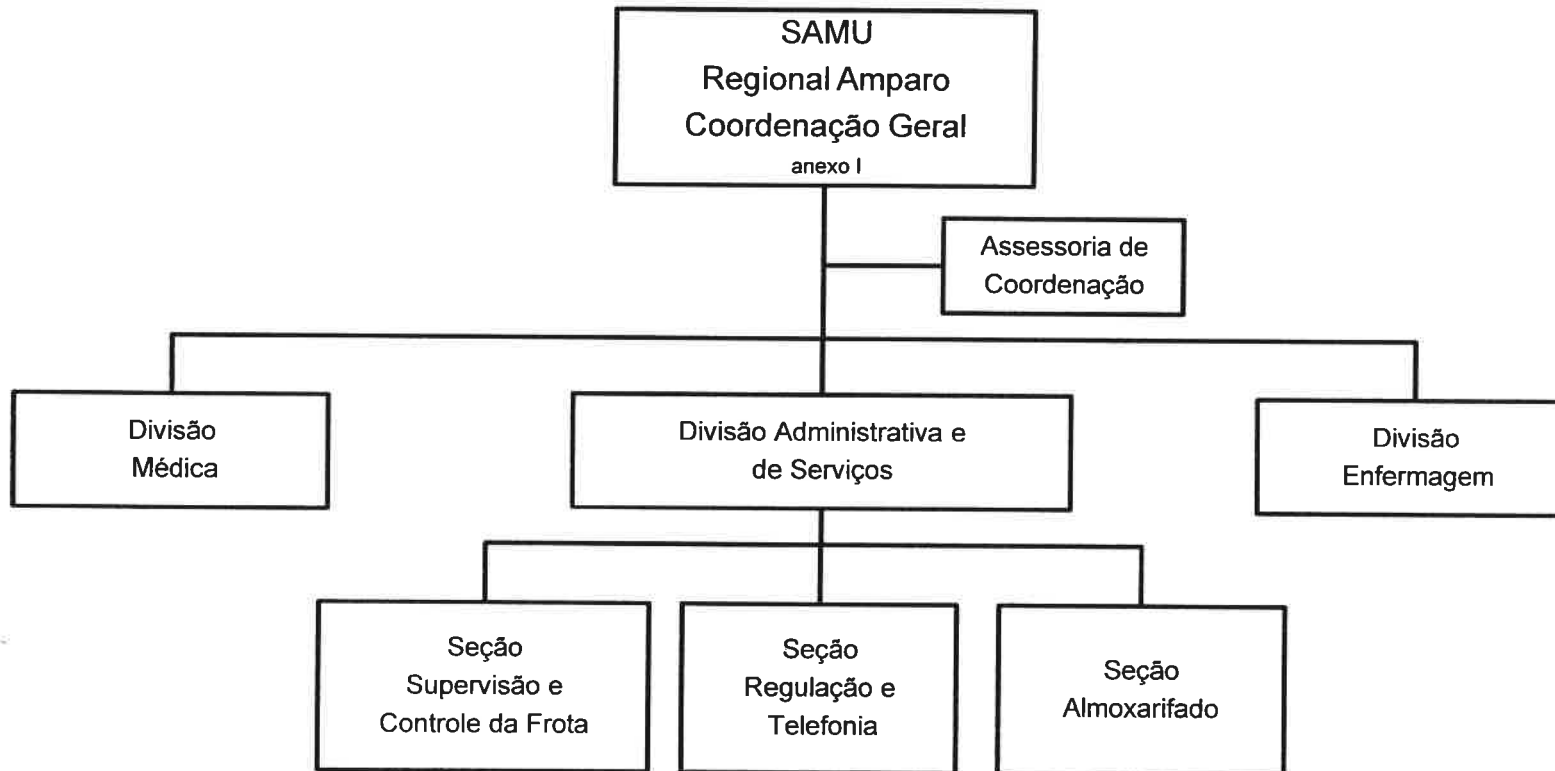 SAMU
Regional Amparo
Coordenação Geral
anexo I
Assessoria de
Coordenação
Divisão
Médica
Divisão Administrativa e
de Serviços
Divisão
Enfermagem
Seção
Supervisão e
Controle da Frota
Seção
Regulação e
Telefonia
Seção
Almoxarifado